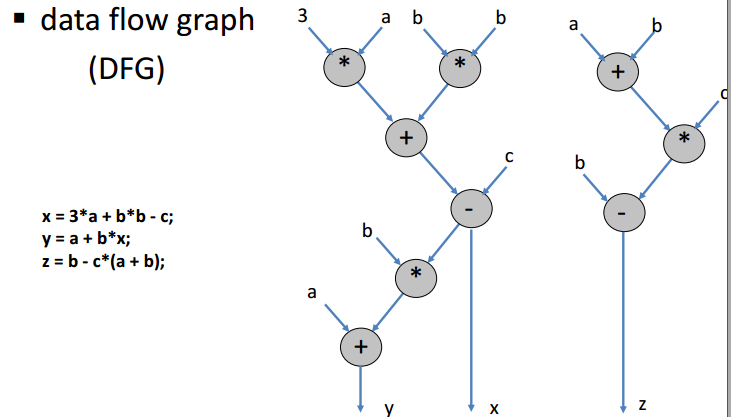 ▪ data flow graph
(DFG)
3 a b b a b
* * +
c
+ *
c b
- -
x = 3*a + b*b - c;
y = a + b*x;
z = b - c*(a + b);
b
*
a
+
y x z